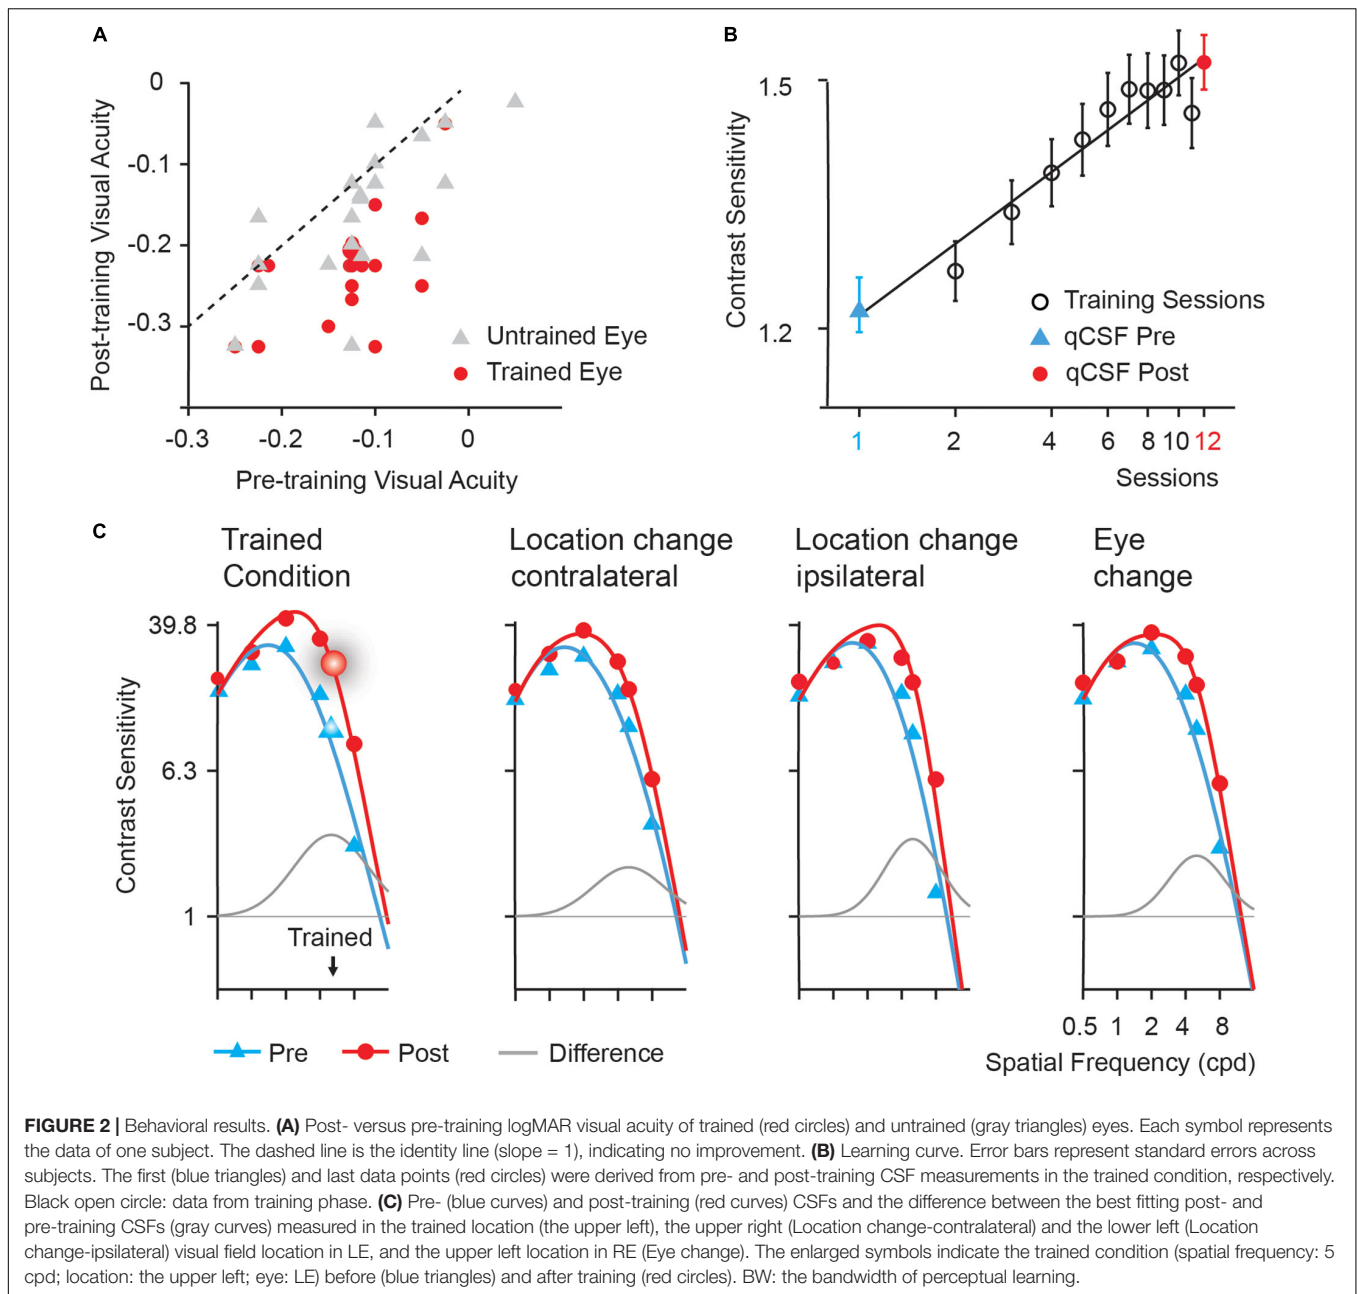 A
Post-training Visual Acuity
0
-0.1
-0.2
-0.3
Untrained Eye
Trained Eye
-0.3 -0.2 -0.1 0
Pre-training Visual Acuity
B
Contrast Sensitivity
1.5
1.2
Training Sessions
qCSF Pre
qCSF Post
1 2 4 6 8 10 12
Sessions
C
Trained
Condition
Location change
contralateral
Location change
ipsilateral
Eye
change
Contrast Sensitivity
39.8
6.3
1
Trained
0.5 1 2 4 8
Spatial Frequency (cpd)
Pre Post Difference
FIGURE 2 | Behavioral results. (A) Post- versus pre-training logMAR visual acuity of trained (red circles) and untrained (gray triangles) eyes. Each symbol represents
the data of one subject. The dashed line is the identity line (slope = 1), indicating no improvement. (B) Learning curve. Error bars represent standard errors across
subjects. The first (blue triangles) and last data points (red circles) were derived from pre- and post-training CSF measurements in the trained condition, respectively.
Black open circle: data from training phase. (C) Pre- (blue curves) and post-training (red curves) CSFs and the difference between the best fitting post- and
pre-training CSFs (gray curves) measured in the trained location (the upper left), the upper right (Location change-contralateral) and the lower left (Location
change-ipsilateral) visual field location in LE, and the upper left location in RE (Eye change). The enlarged symbols indicate the trained condition (spatial frequency: 5
cpd; location: the upper left; eye: LE) before (blue triangles) and after training (red circles). BW: the bandwidth of perceptual learning.